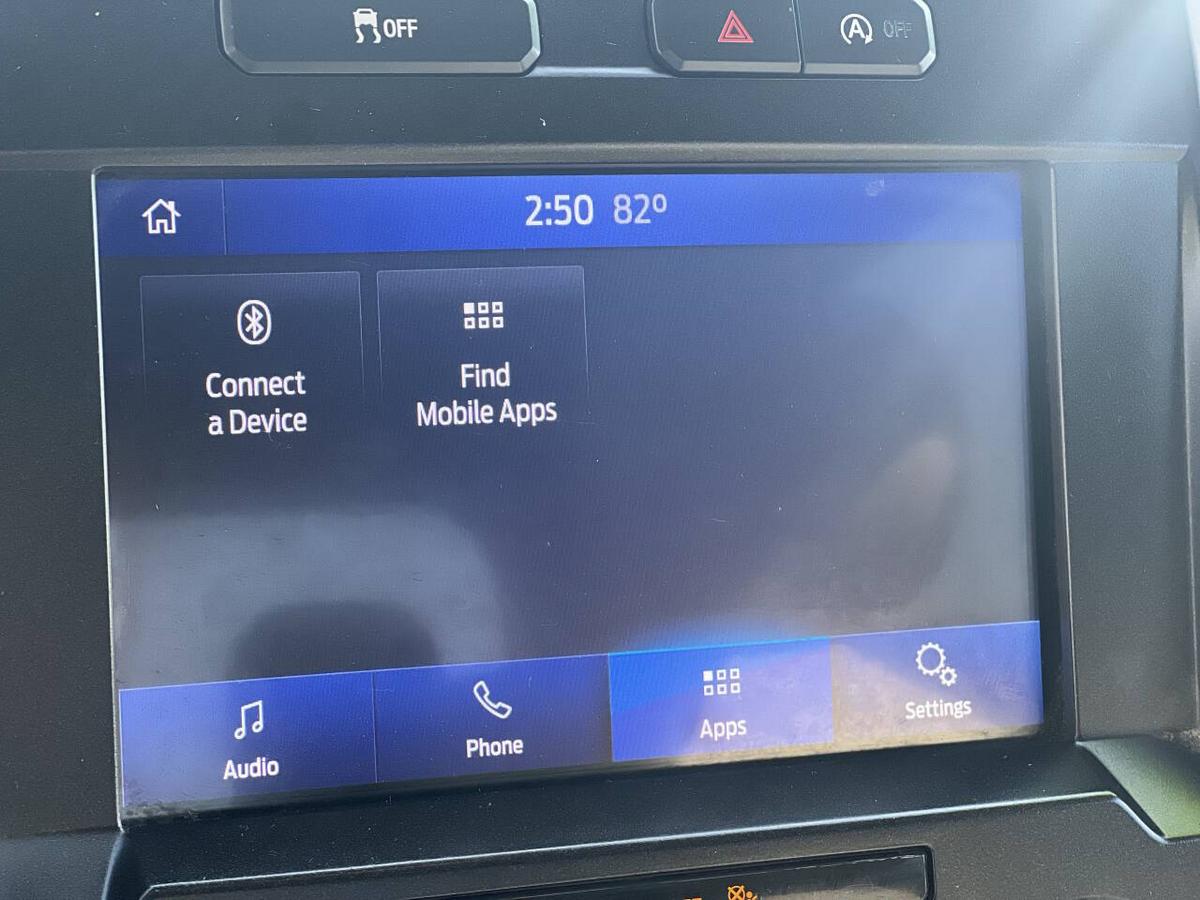 OFF
A OFF
2:50 82°
Connect
a Device
Find
Mobile Apps
Audio
Phone
Apps
Settings